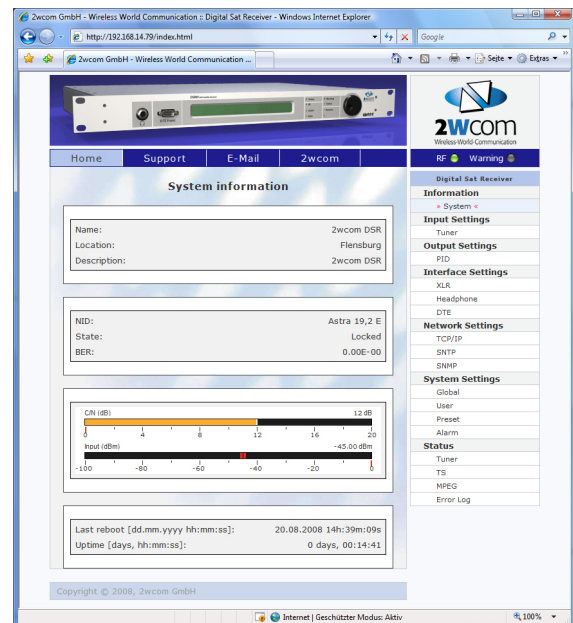 2wcom GmbH - Wireless World Communication :: Digital Sat Receiver - Windows Internet Explorer
http://192.168.14.79/index.html
Google
2wcom GmbH - Wireless World Communication ...
Seite
Extras
2wcom
Wireless-World-Communication
Home Support E-Mail 2wcom
RF Warning
System information
Name: 2wcom DSR
Location: Flensburg
Description: 2wcom DSR
NID: Astra 19,2 E
State: Locked
BER: 0.00E-00
C/N (dB) 12 dB
0 4 8 12 16 20
Input (dBm) -45.00 dBm
-100 -80 -60 -40 -20 0
Last reboot [dd.mm.yyyy hh:mm:ss]: 20.08.2008 14h:39m:09s
Uptime [days, hh:mm:ss]: 0 days, 00:14:41
Copyright © 2008, 2wcom GmbH
Digital Sat Receiver
Information
» System «
Input Settings
Tuner
Output Settings
PID
Interface Settings
XLR
Headphone
DTE
Network Settings
TCP/IP
SNTP
SNMP
System Settings
Global
User
Preset
Alarm
Status
Tuner
TS
MPEG
Error Log
Internet | Geschützter Modus: Aktiv
100%